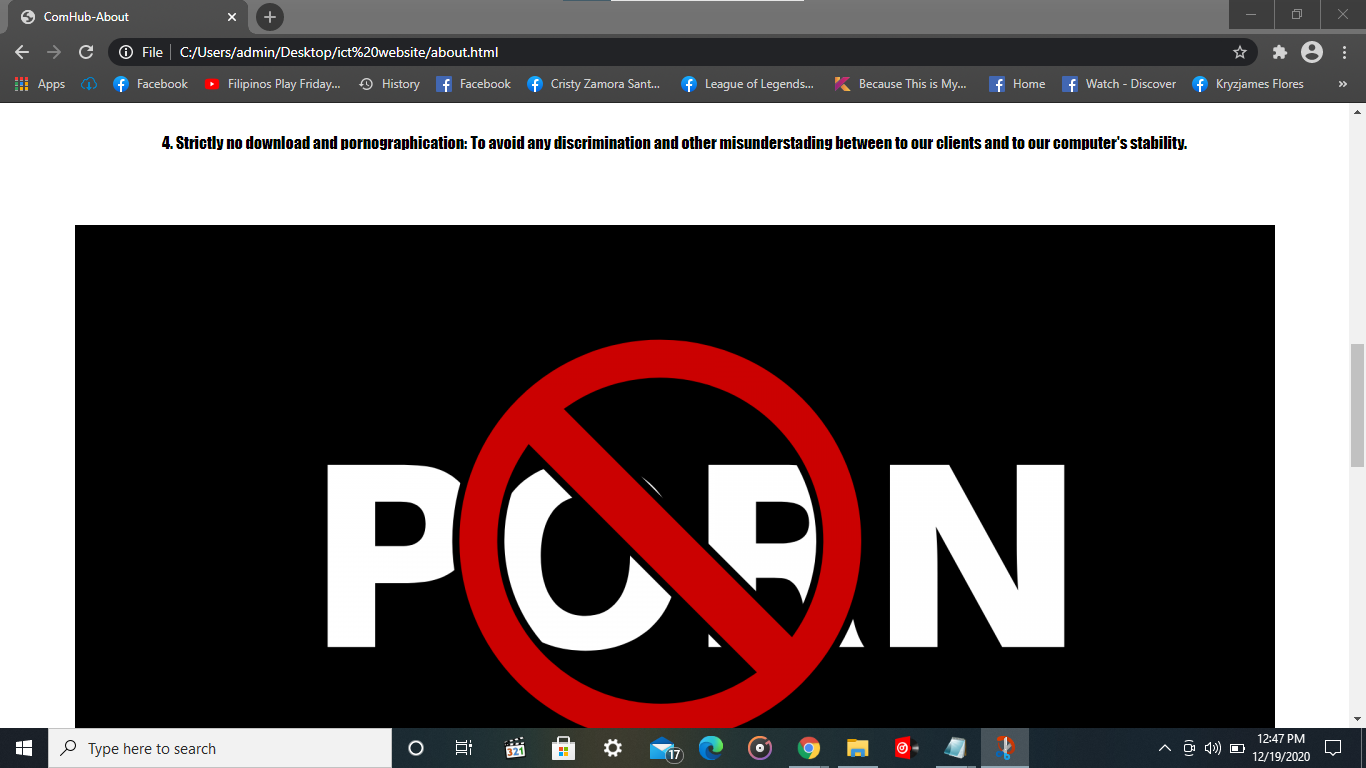 ComHub-About
File
C:/Users/admin/Desktop/ict%20website/about.html
Apps
Facebook
Filipinos Play Friday...
History
Facebook
Cristy Zamora Sant...
League of Legends...
Because This is My...
Home
Watch - Discover
Kryzjames Flores
»
4. Strictly no download and pornographication: To avoid any discrimination and other misunderstading between to our clients and to our computer's stability.
PORN
Type here to search
321
17
12:47 PM
12/19/2020